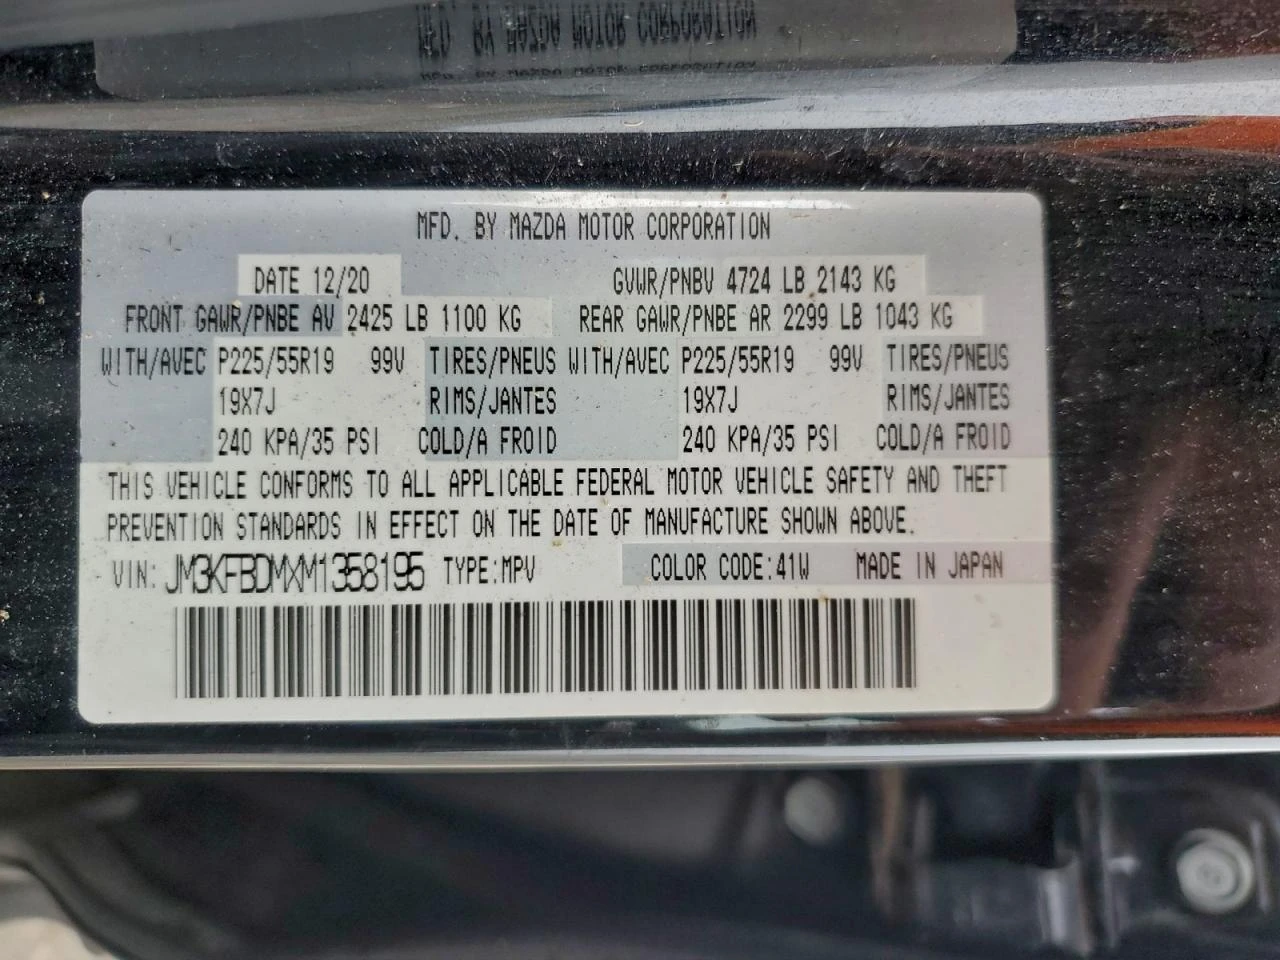 MFD. BY MAZDA MOTOR CORPORATION
DATE 12/20 GVWR/PNBV 4724 LB 2143 KG
FRONT GAWR/PNBE AV 2425 LB 1100 KG REAR GAWR/PNBE AR 2299 LB 1043 KG
WITH/AVEC P225/55R19 99V TIRES/PNEUS WITH/AVEC P225/55R19 99V TIRES/PNEUS
19X7J RIMS/JANTES 19X7J RIMS/JANTES
240 KPA/35 PSI COLD/A FROID 240 KPA/35 PSI COLD/A FROID
THIS VEHICLE CONFORMS TO ALL APPLICABLE FEDERAL MOTOR VEHICLE SAFETY AND THEFT
PREVENTION STANDARDS IN EFFECT ON THE DATE OF MANUFACTURE SHOWN ABOVE.
VIN: JM3KFBDMXM1358195 TYPE:MPV COLOR CODE:41W MADE IN JAPAN